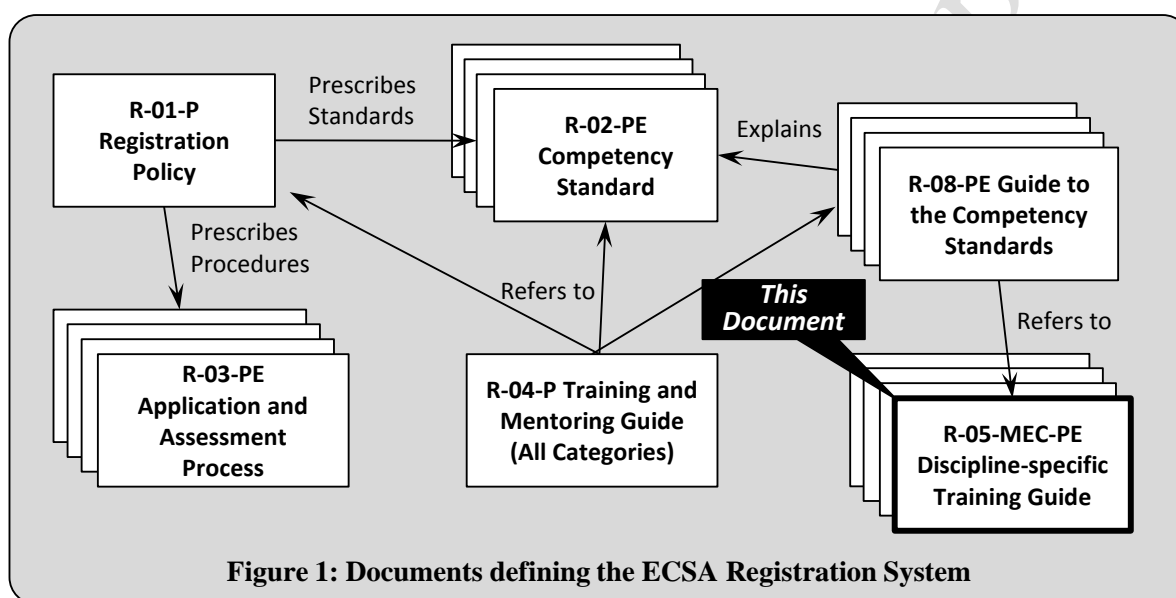 R-01-P
Registration
Policy
Prescribes
Standards
R-02-PE
Competency
Standard
Explains
R-08-PE Guide to
the Competency
Standards
Prescribes
Procedures
Refers to
This
Document
Refers to
R-03-PE
Application and
Assessment
Process
R-04-P Training and
Mentoring Guide
(All Categories)
R-05-MEC-PE
Discipline-specific
Training Guide
Figure 1: Documents defining the ECSA Registration System